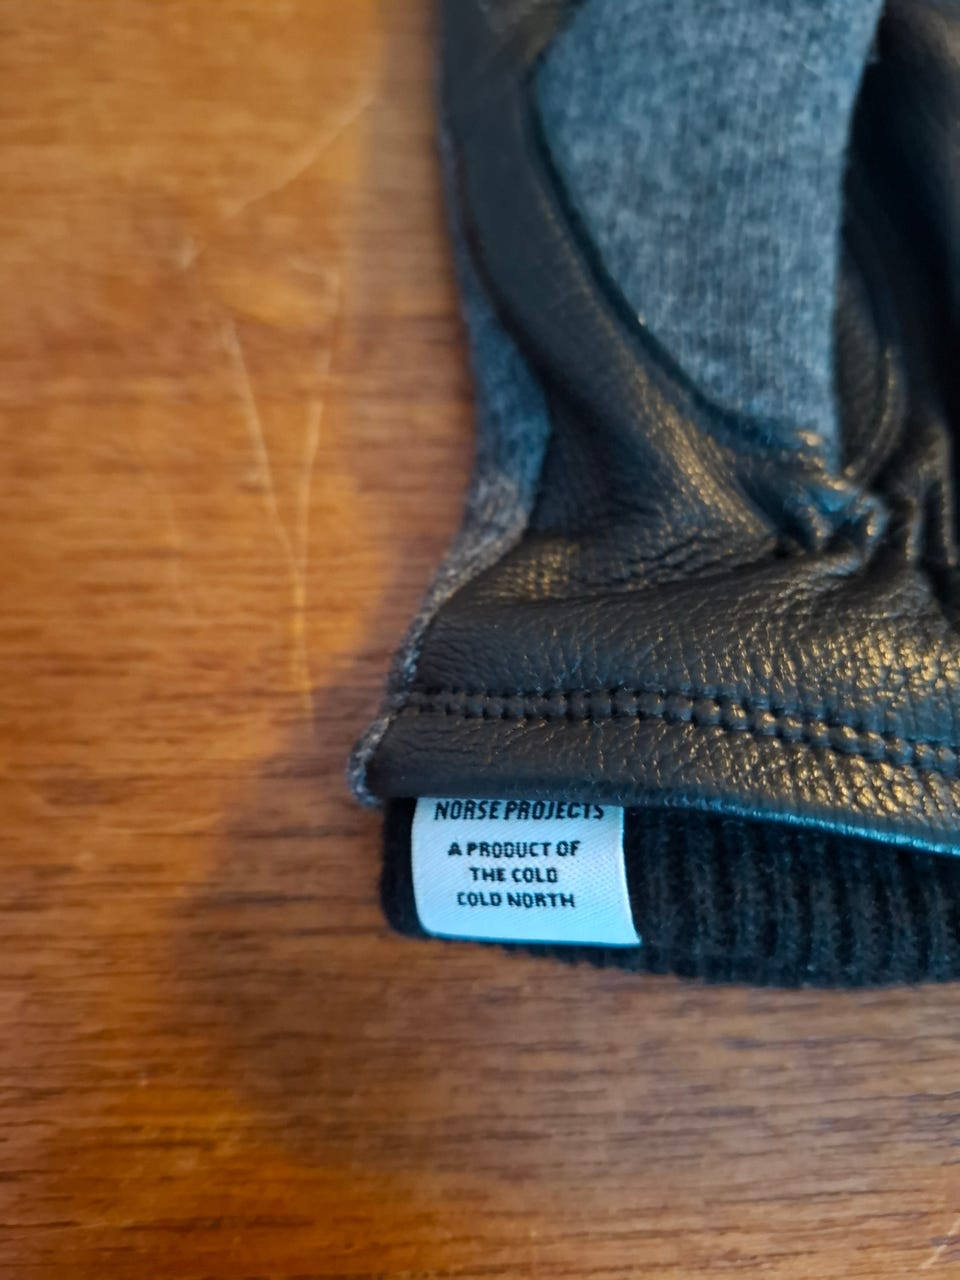 NORSE PROJECTS
A PRODUCT OF
THE COLD
COLD NORTH